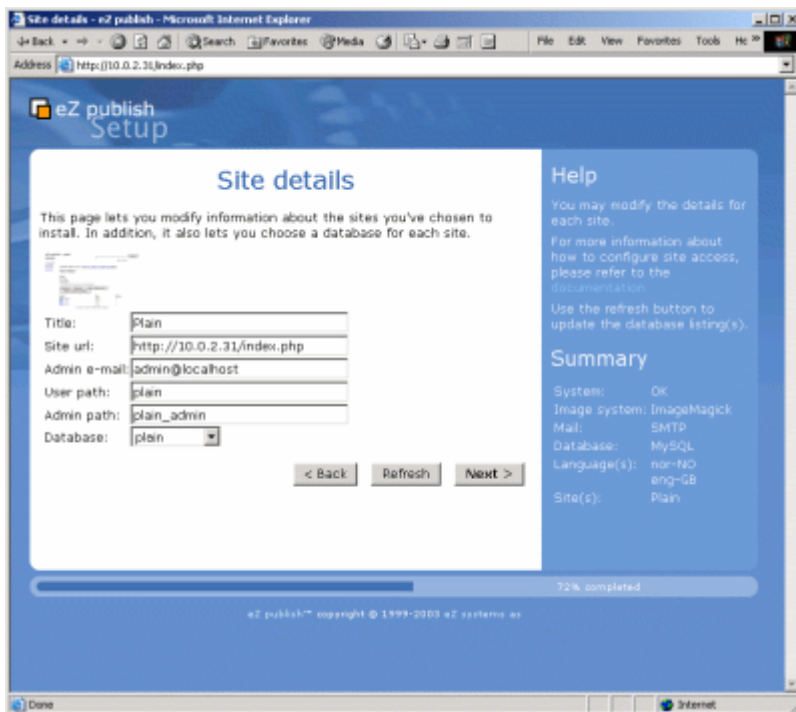 Site details - eZ publish - Microsoft Internet Explorer
Back Search Favorites Media File Edit View Favorites Tools He »
Address http://10.0.2.31/index.php
eZ publish
Setup
Site details
This page lets you modify information about the sites you've chosen to
install. In addition, it also lets you choose a database for each site.
Title: Plain
Site url: http://10.0.2.31/index.php
Admin e-mail: admin@localhost
User path: plain
Admin path: plain_admin
Database: plain
< Back Refresh Next >
Help
You may modify the details for
each site.
For more information about
how to configure site access,
please refer to the
documentation
Use the refresh button to
update the database listing(s).
Summary
System: OK
Image system: ImageMagick
Mail: SMTP
Database: MySQL
Language(s): nor-NO
eng-GB
Site(s): Plain
72% completed
eZ publish™ copyright © 1999-2003 eZ systems as
Done Internet